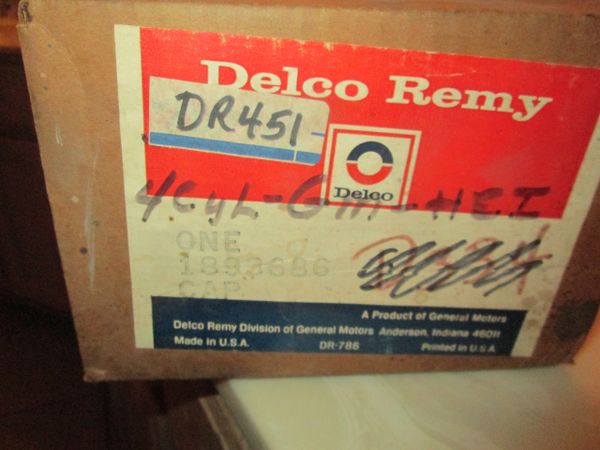 Delco Remy
DR451
Delco
4CYL-GM-HEI
ONE
1893686
CAP
A Product of General Motors
Delco Remy Division of General Motors Anderson, Indiana 46011
Made in U.S.A. DR-786 Printed in U.S.A.